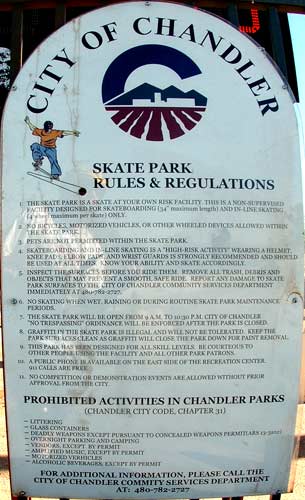 CITY OF CHANDLER
SKATE PARK
RULES & REGULATIONS
1. THE SKATE PARK IS A SKATE AT YOUR OWN RISK FACILITY. THIS IS A NON-SUPERVISED
FACILITY DESIGNED FOR SKATEBOARDING (34" maximum length) AND IN-LINE SKATING
(4 wheel maximum per skate) ONLY.
2. NO BICYCLES, MOTORIZED VEHICLES, OR OTHER WHEELED DEVICES ALLOWED WITHIN
THE SKATE PARK.
3. PETS ARE NOT PERMITTED WITHIN THE SKATE PARK.
4. SKATEBOARDING AND IN-LINE SKATING IS A "HIGH-RISK ACTIVITY" WEARING A HELMET,
KNEE PADS, ELBOW PADS, AND WRIST GUARDS IS STRONGLY RECOMMENDED AND SHOULD
BE USED AT ALL TIMES. KNOW YOUR ABILITY AND SKATE ACCORDINGLY.
5. INSPECT THE SURFACES BEFORE YOU RIDE THEM. REMOVE ALL TRASH, DEBRIS AND
OBJECTS THAT MAY PREVENT A SMOOTH, SAFE RIDE. REPORT ANY DAMAGE TO SKATE
PARK SURFACES TO THE CITY OF CHANDLER COMMUNITY SERVICES DEPARTMENT
IMMEDIATELY AT 480-782-2727.
6. NO SKATING WHEN WET, RAINING OR DURING ROUTINE SKATE PARK MAINTENANCE
PERIODS.
7. THE SKATE PARK WILL BE OPEN FROM 9 A.M. TO 10:30 P.M. CITY OF CHANDLER
"NO TRESPASSING" ORDINANCE WILL BE ENFORCED AFTER THE PARK IS CLOSED.
8. GRAFFITI IN THE SKATE PARK IS ILLEGAL AND WILL NOT BE TOLERATED. KEEP THE
PARK SURFACES CLEAN AS GRAFFITI WILL CLOSE THE PARK DOWN FOR PAINT REMOVAL.
9. THIS PARK HAS BEEN DESIGNED FOR ALL SKILL LEVELS. BE COURTEOUS TO
OTHER PEOPLE USING THE FACILITY AND ALL OTHER PARK PATRONS.
10. A PUBLIC PHONE IS AVAILABLE ON THE EAST SIDE OF THE RECREATION CENTER.
911 CALLS ARE FREE.
11. NO COMPETITION OR DEMONSTRATION EVENTS ARE ALLOWED WITHOUT PRIOR
APPROVAL FROM THE CITY.
PROHIBITED ACTIVITIES IN CHANDLER PARKS
(CHANDLER CITY CODE, CHAPTER 31)
- LITTERING
- GLASS CONTAINERS
- DEADLY WEAPONS EXCEPT PURSUANT TO CONCEALED WEAPONS PERMIT(ARS 13-3102)
- OVERNIGHT PARKING AND CAMPING
- VENDORS, EXCEPT BY PERMIT
- AMPLIFIED MUSIC, EXCEPT BY PERMIT
- MOTORIZED VEHICLES
- ALCOHOLIC BEVERAGES, EXCEPT BY PERMIT
FOR ADDITIONAL INFORMATION, PLEASE CALL THE
CITY OF CHANDLER COMMITY SERVICES DEPARTMENT
AT: 480-782-2727